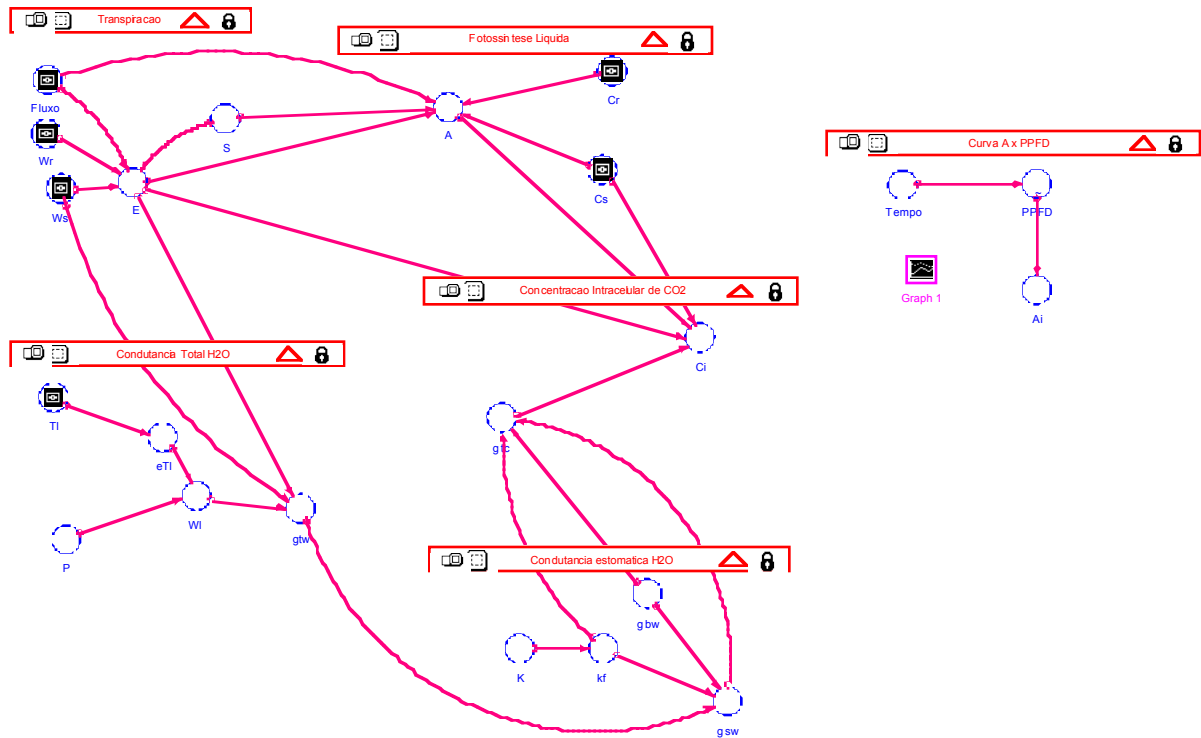 Transpiracao
Fotossintese Liquida
Fluxo
Wr
Ws
E
S
A
Cr
Cs
Curva A x PPFD
Tempo
PPFD
Graph 1
Ai
Concentracao Intracelular de CO2
Ci
Condutancia Total H2O
Tl
eTl
Wl
P
gtw
gtc
Condutancia estomatica H2O
gbw
K
kf
gsw